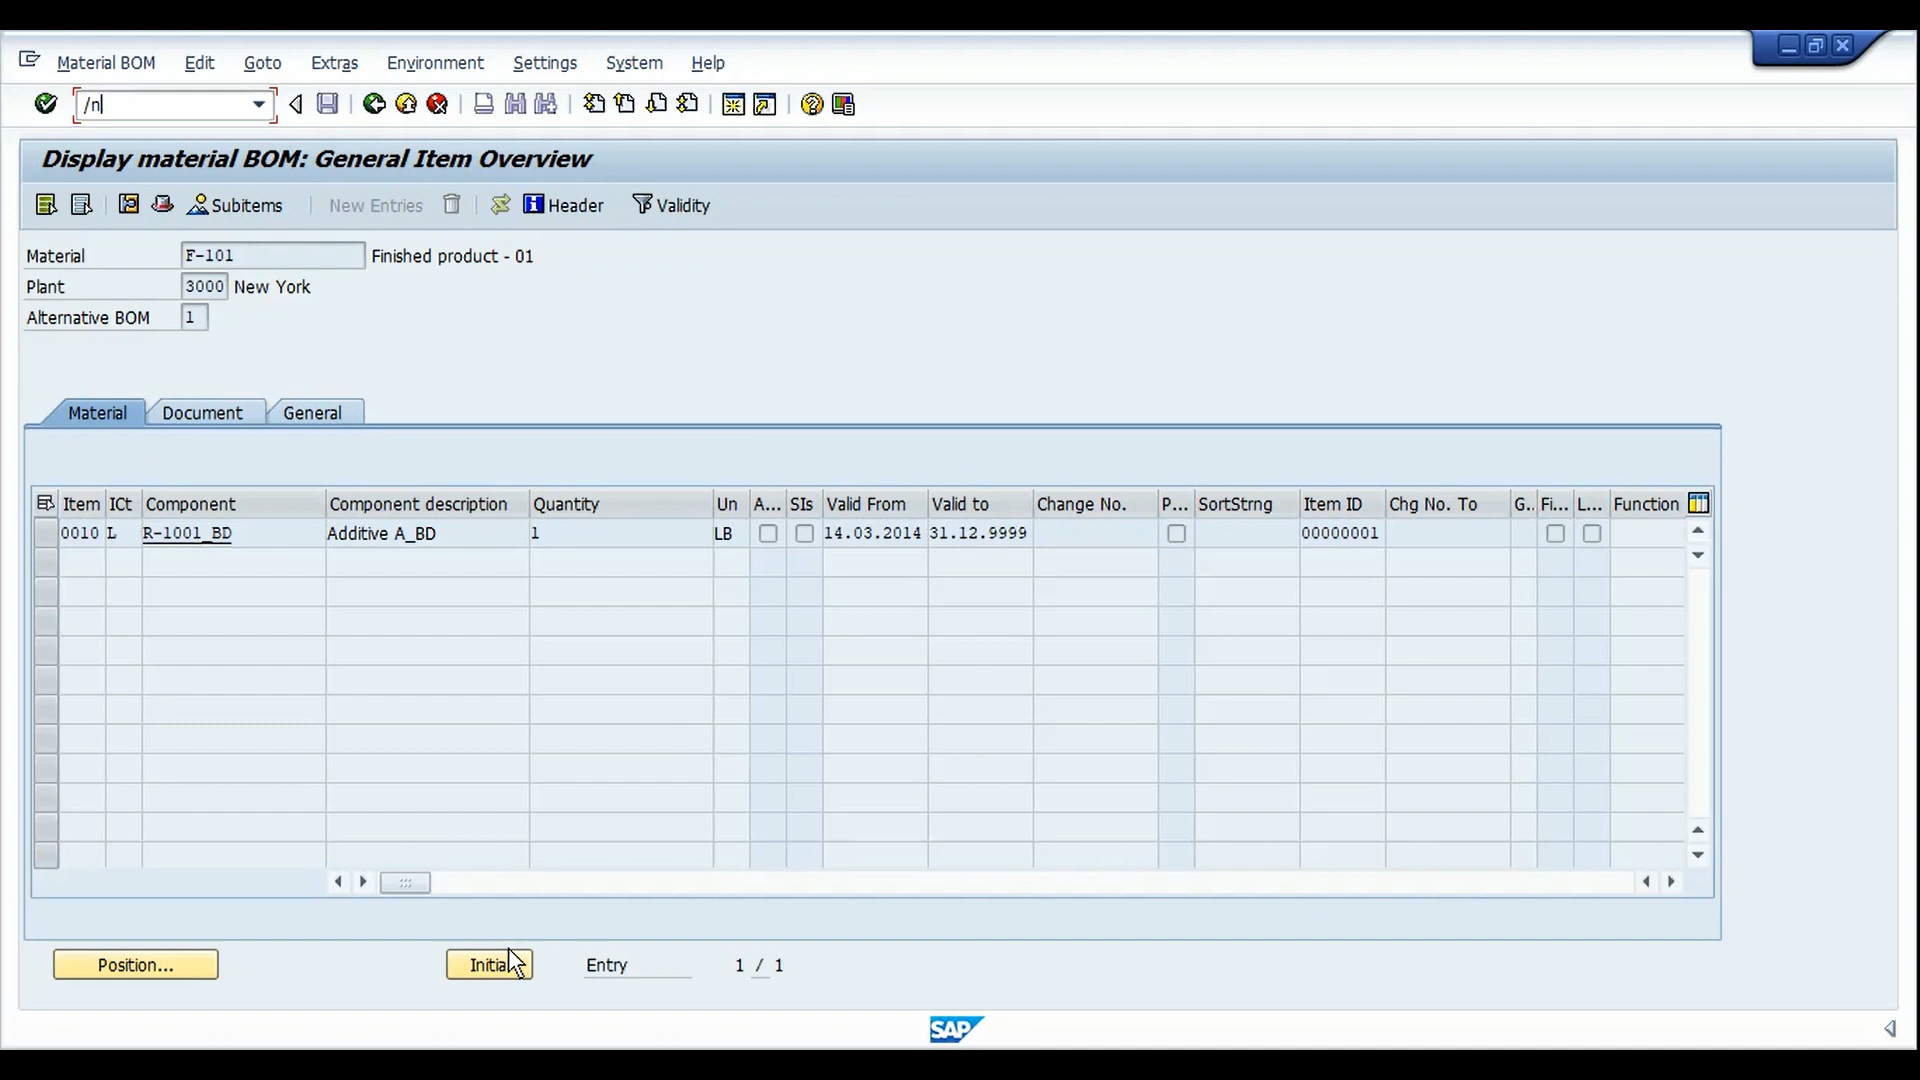 Material BOM Edit Goto Extras Environment Settings System Help
/n
Display material BOM: General Item Overview
Subitems New Entries Header Validity
Material F-101 Finished product - 01
Plant 3000 New York
Alternative BOM 1
Material Document General
Item ICt Component Component description Quantity Un A... SIs Valid From Valid to Change No. P... SortStrng Item ID Chg No. To G.. Fi... L... Function
0010 L R-1001_BD Additive A_BD 1 LB 14.03.2014 31.12.9999 00000001
Position... Initial Entry 1 / 1
SAP